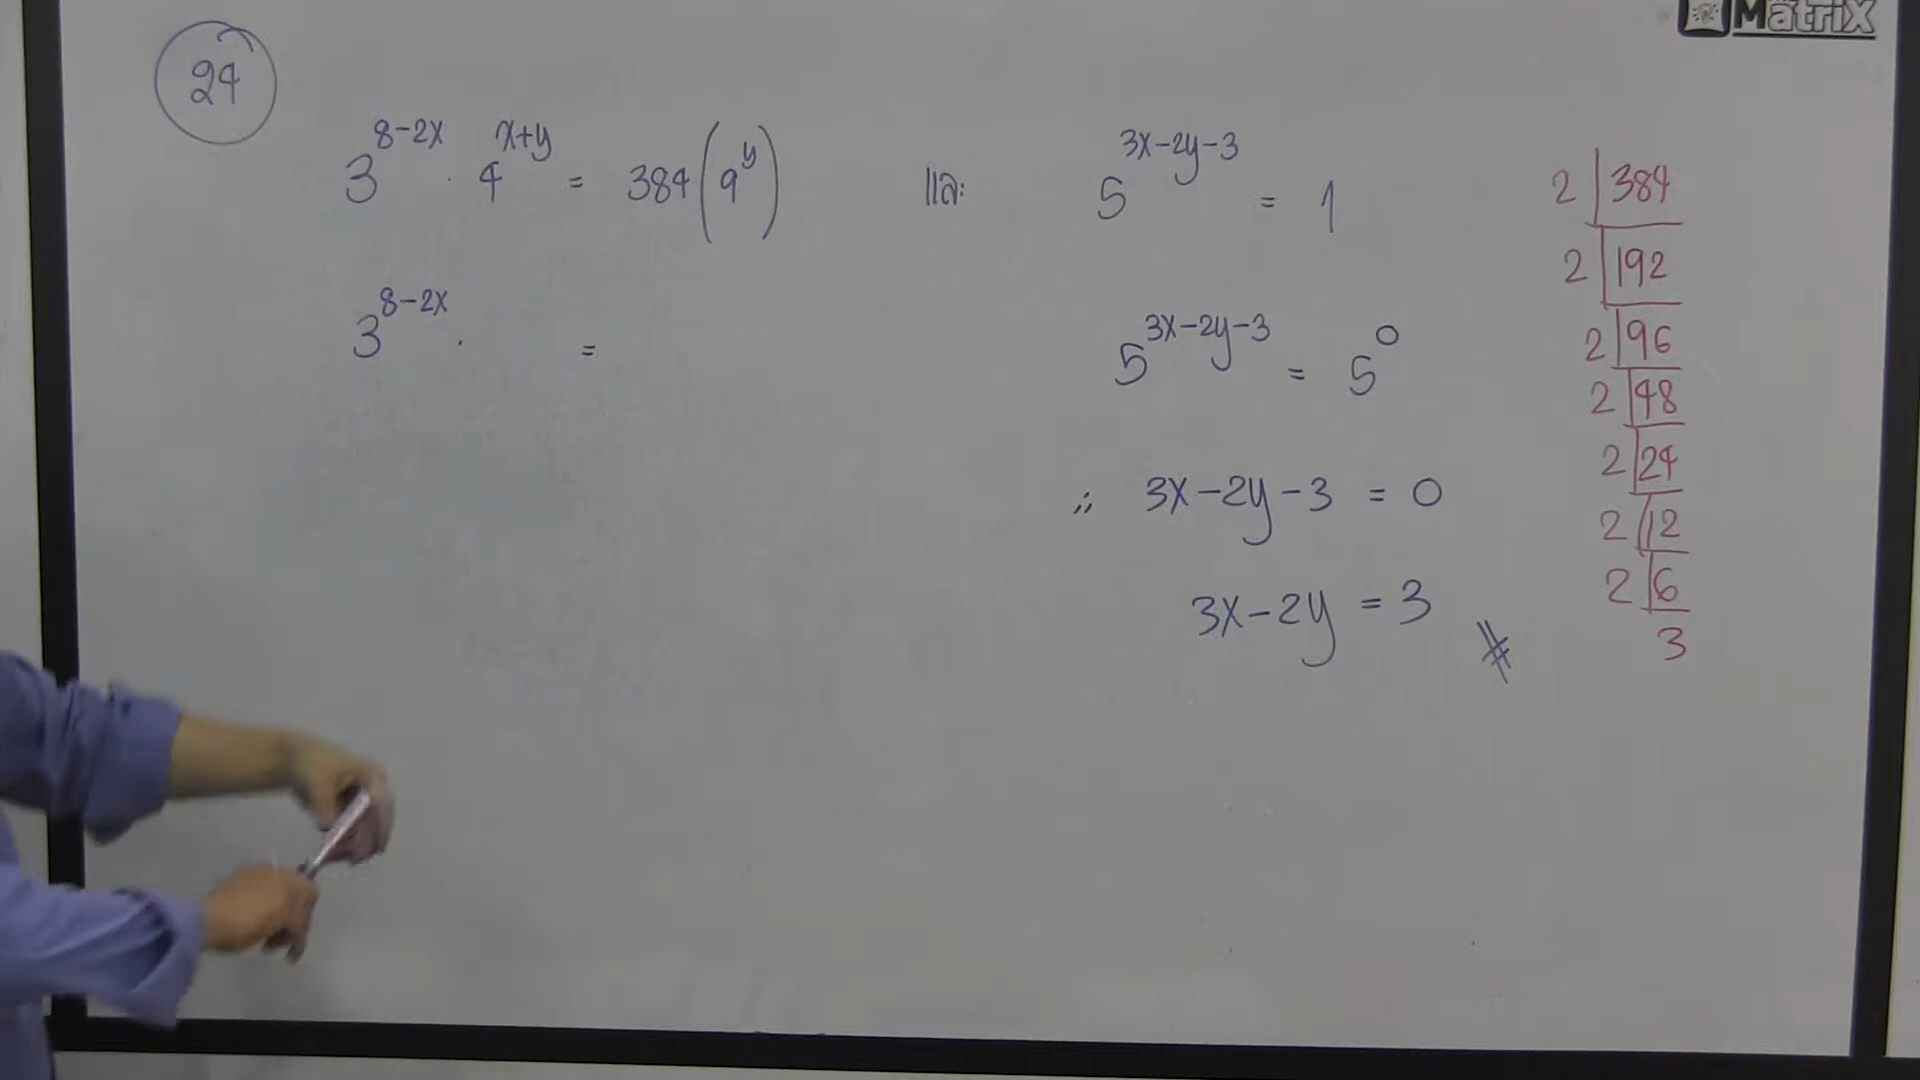 MatriX
24
3^{8-2x} · 4^{x+y} = 384(9^y) และ 5^{3x-2y-3} = 1
3^{8-2x} · =
5^{3x-2y-3} = 5^0
∴ 3x-2y-3 = 0
3x-2y = 3 #
2 |384
2 |192
2 |96
2 |48
2 |24
2 |12
2 |6
3